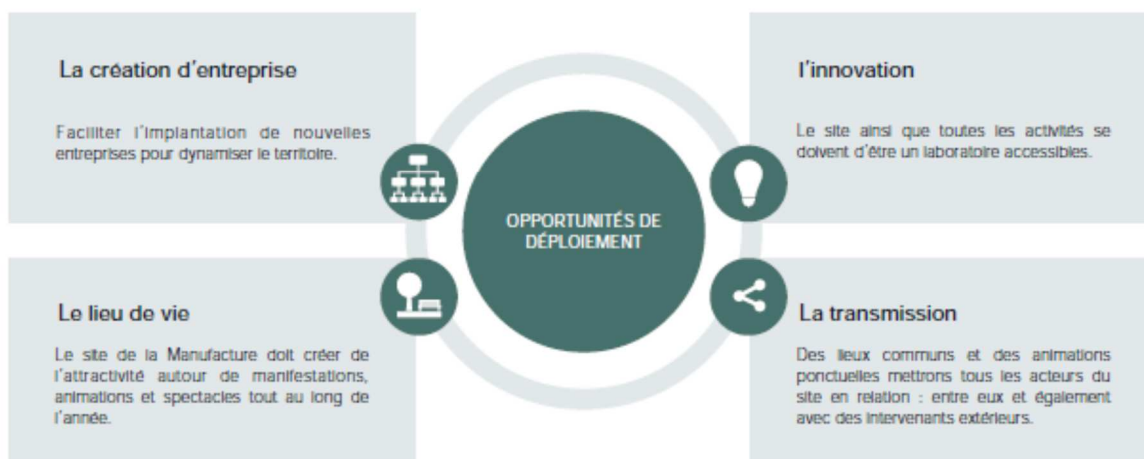 La création d'entreprise
Faciliter l'implantation de nouvelles
entreprises pour dynamiser le territoire.
l'innovation
Le site ainsi que toutes les activités se
doivent d'être un laboratoire accessibles.
OPPORTUNITÉS DE
DÉPLOIEMENT
Le lieu de vie
Le site de la Manufacture doit créer de
l'attractivité autour de manifestations,
animations et spectacles tout au long de
l'année.
La transmission
Des lieux communs et des animations
ponctuelles mettrons tous les acteurs du
site en relation : entre eux et également
avec des intervenants extérieurs.